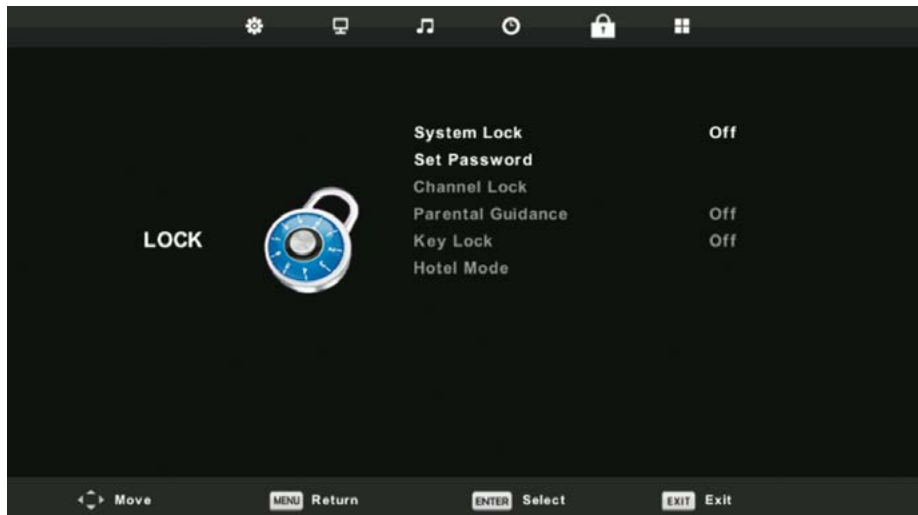 System Lock Off
Set Password
Channel Lock
Parental Guidance Off
LOCK
Key Lock Off
Hotel Mode
Move MENU Return ENTER Select EXIT Exit